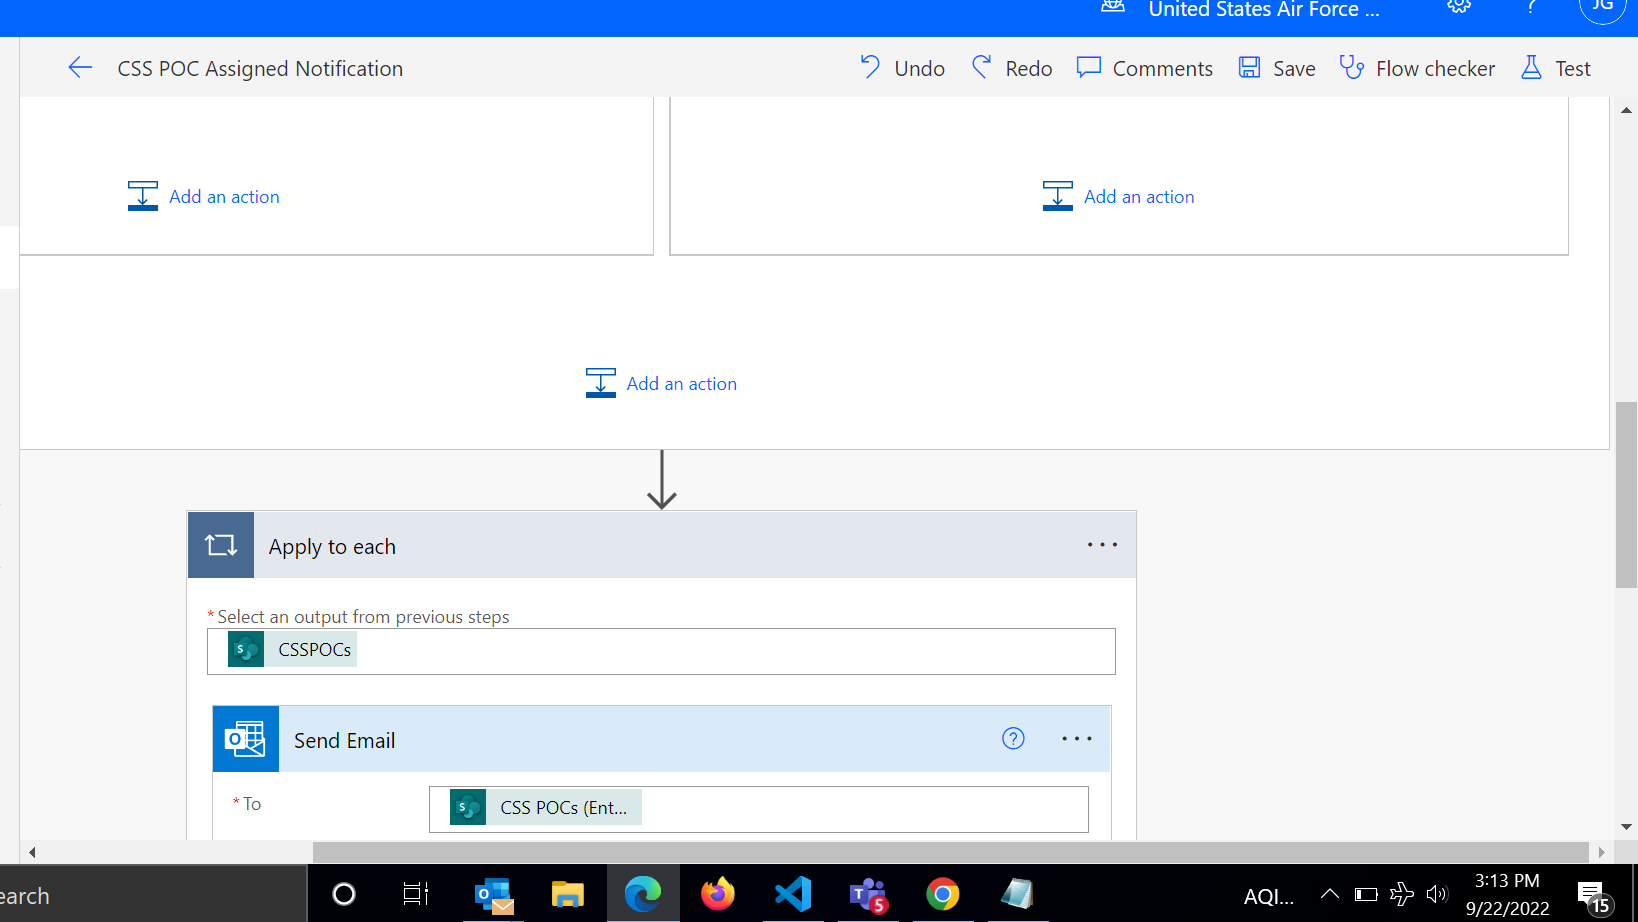 United States Air Force ...
JG
CSS POC Assigned Notification
Undo
Redo
Comments
Save
Flow checker
Test
Add an action
Add an action
Add an action
Apply to each
* Select an output from previous steps
S CSSPOCs
Send Email
?
* To
S CSS POCs (Ent...
earch
AQI...
3:13 PM
9/22/2022
5
15